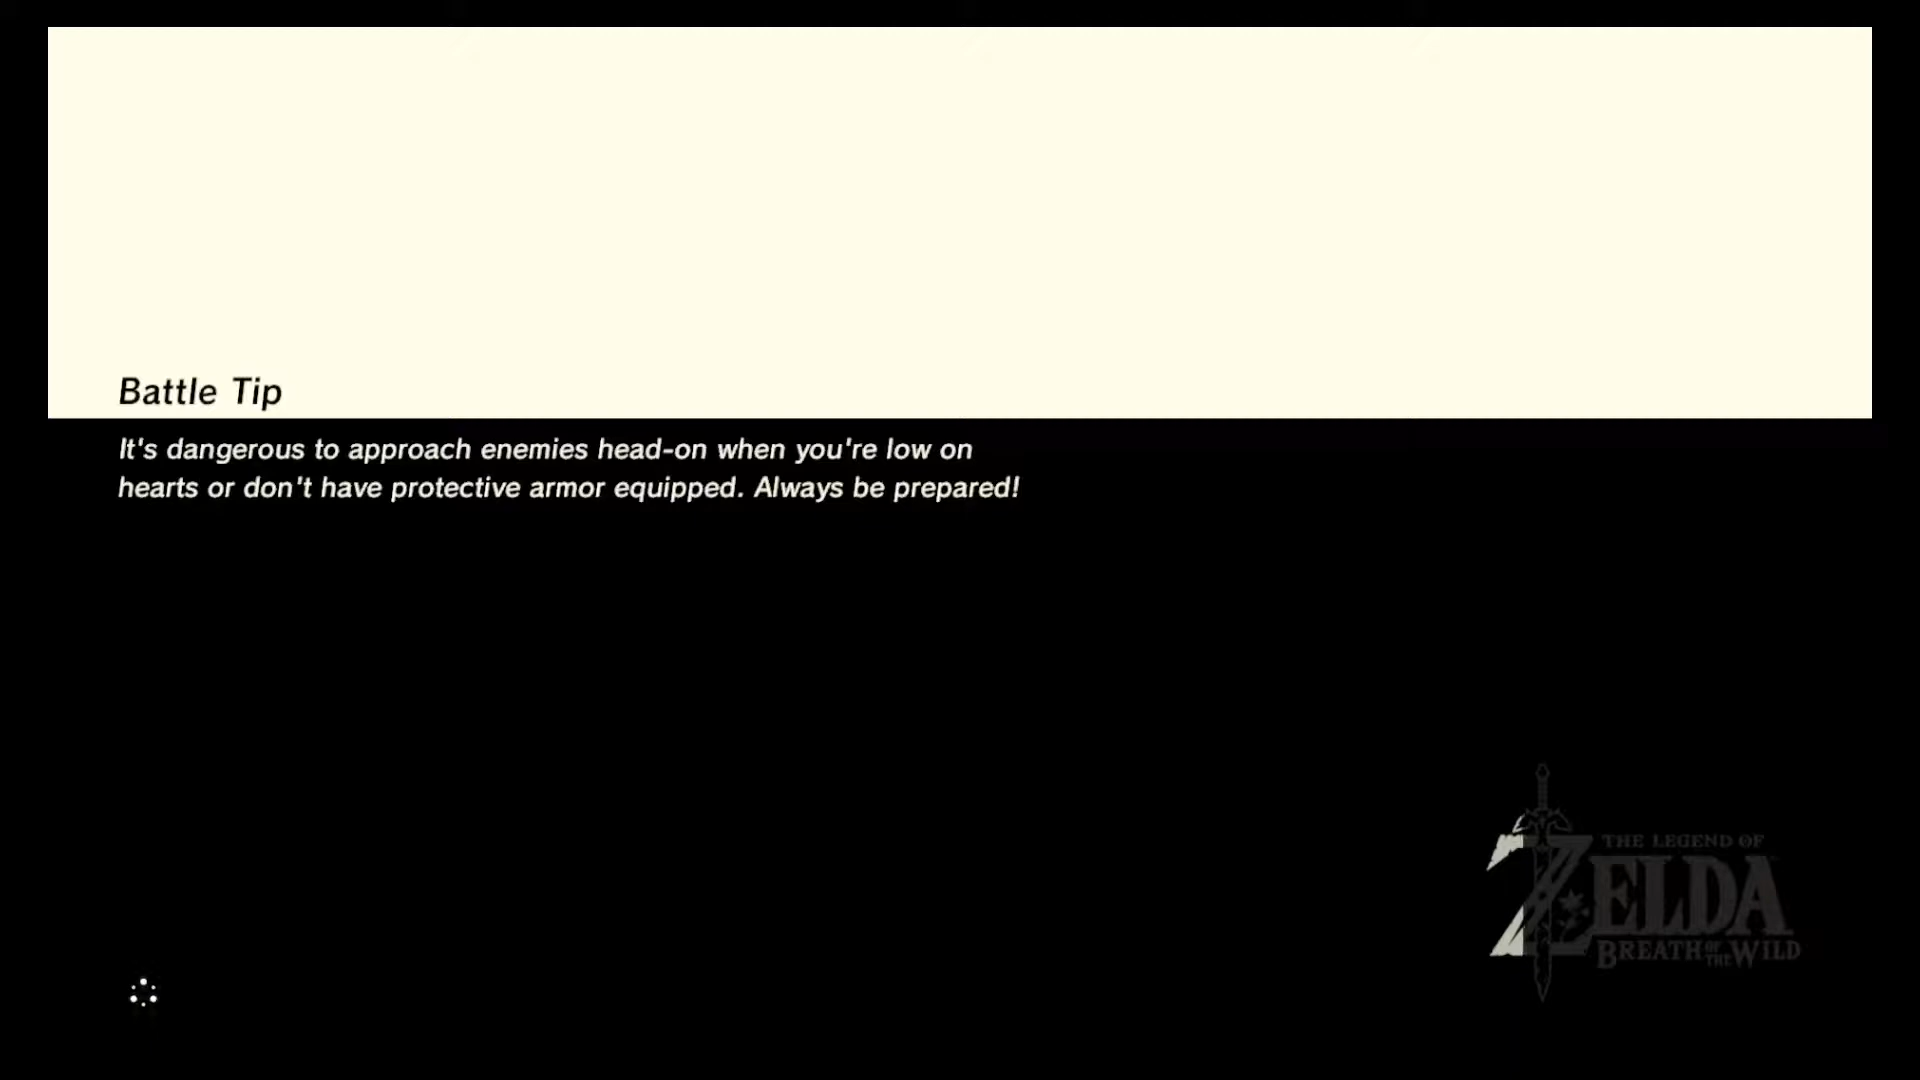 Battle Tip
It's dangerous to approach enemies head-on when you're low on
hearts or don't have protective armor equipped. Always be prepared!
THE LEGEND OF
ZELDA
BREATH OF THE WILD